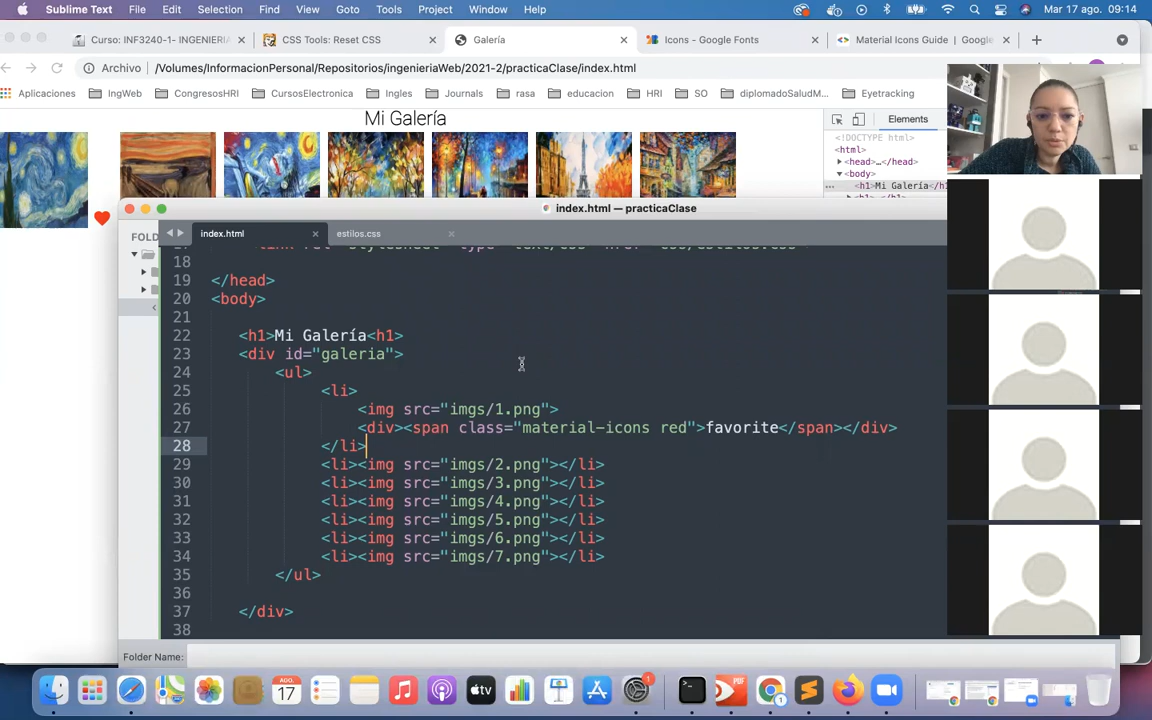 Sublime Text File Edit Selection Find View Goto Tools Project Window Help Mar 17 ago. 09:14
Curso: INF3240-1- INGENIERIA CSS Tools: Reset CSS Galería Icons - Google Fonts Material Icons Guide | Google
Archivo /Volumes/InformacionPersonal/Repositorios/ingenieriaWeb/2021-2/practicaClase/index.html
Aplicaciones IngWeb CongresosHRI CursosElectronica Ingles Journals rasa educacion HRI SO diplomadoSaludM... Eyetracking
Mi Galería
Elements
<!DOCTYPE html>
<html>
<head>…</head>
<body>
<h1>Mi Galería</h1
index.html — practicaClase
FOLD
index.html estilos.css
18
19 </head>
20 <body>
21
22 <h1>Mi Galería<h1>
23 <div id="galeria">
24 <ul>
25 <li>
26 <img src="imgs/1.png">
27 <div><span class="material-icons red">favorite</span></div>
28 </li>
29 <li><img src="imgs/2.png"></li>
30 <li><img src="imgs/3.png"></li>
31 <li><img src="imgs/4.png"></li>
32 <li><img src="imgs/5.png"></li>
33 <li><img src="imgs/6.png"></li>
34 <li><img src="imgs/7.png"></li>
35 </ul>
36
37 </div>
38
Folder Name:
AGO.
17
tv
1
PDF
1